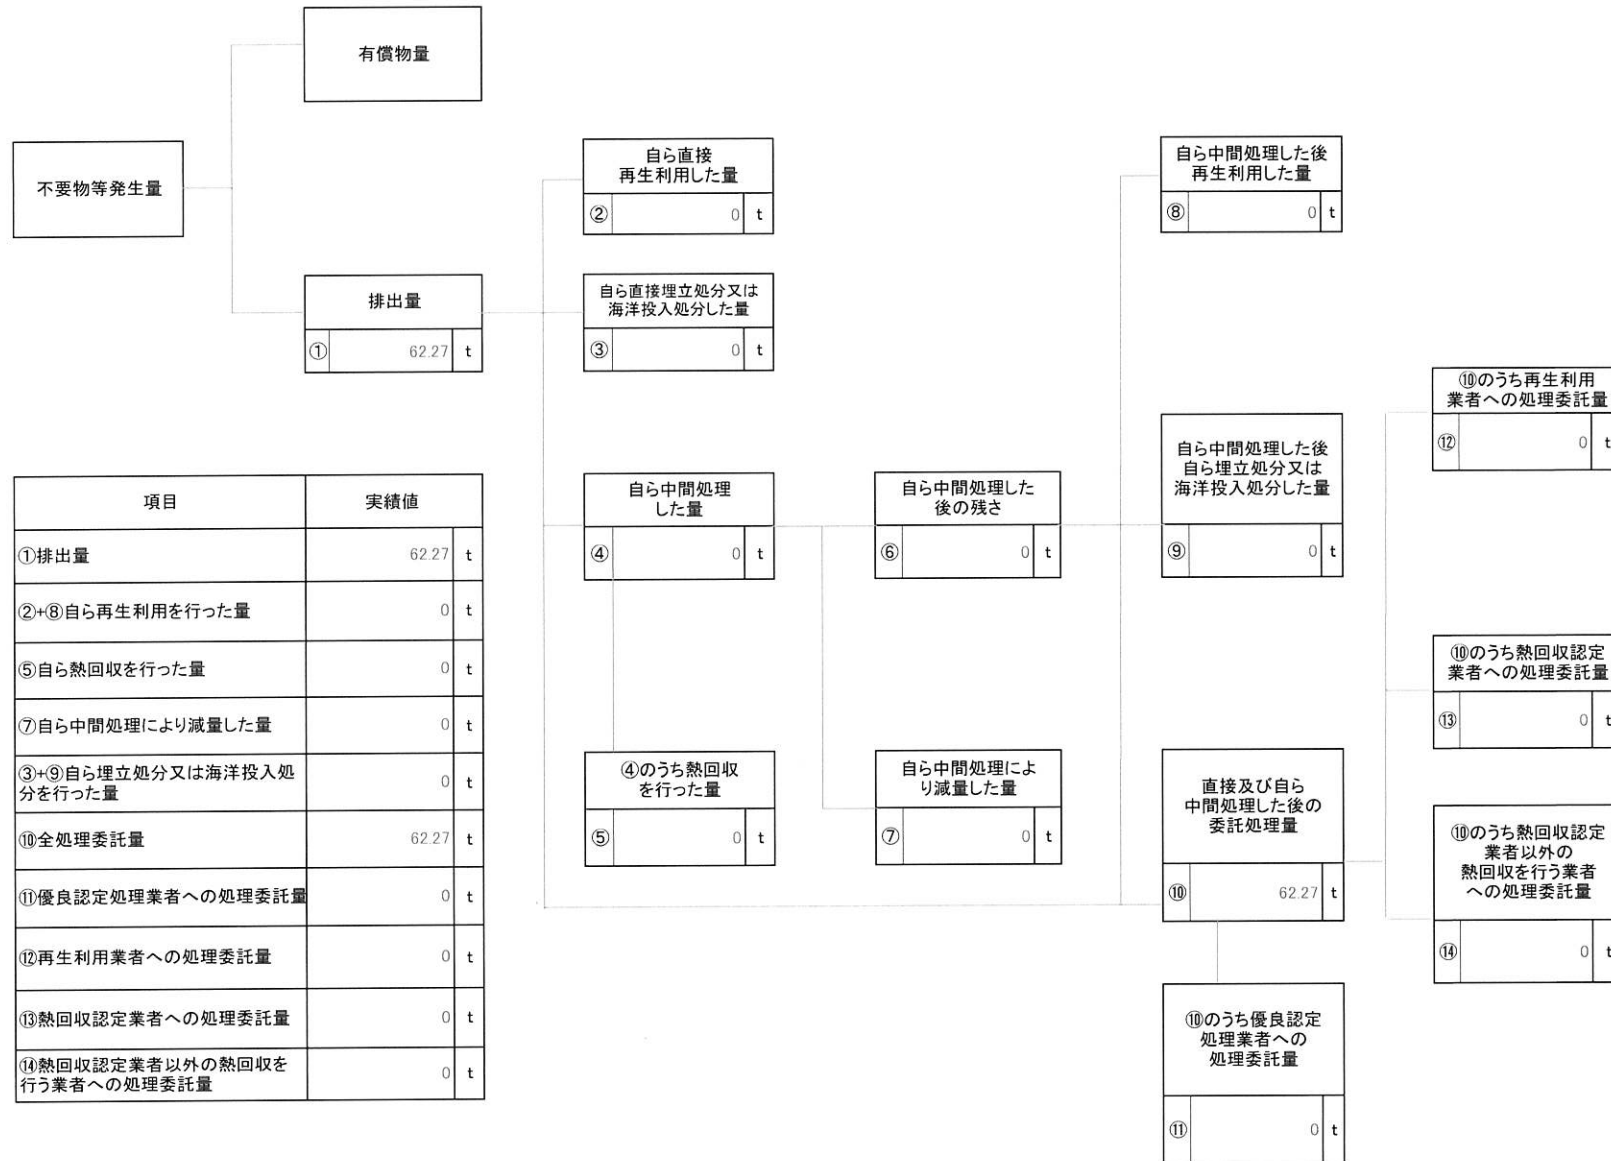 有償物量
不要物等発生量
排出量
① 62.27 t
自ら直接
再生利用した量
② 0 t
自ら直接埋立処分又は
海洋投入処分した量
③ 0 t
自ら中間処理
した量
④ 0 t
④のうち熱回収
を行った量
⑤ 0 t
自ら中間処理した
後の残さ
⑥ 0 t
自ら中間処理によ
り減量した量
⑦ 0 t
自ら中間処理した後
再生利用した量
⑧ 0 t
自ら中間処理した後
自ら埋立処分又は
海洋投入処分した量
⑨ 0 t
直接及び自ら
中間処理した後の
委託処理量
⑩ 62.27 t
⑩のうち優良認定
処理業者への
処理委託量
⑪ 0 t
⑩のうち再生利用
業者への処理委託量
⑫ 0 t
⑩のうち熱回収認定
業者への処理委託量
⑬ 0 t
⑩のうち熱回収認定
業者以外の
熱回収を行う業者
への処理委託量
⑭ 0 t
項目 実績値
①排出量 62.27 t
②+⑧自ら再生利用を行った量 0 t
⑤自ら熱回収を行った量 0 t
⑦自ら中間処理により減量した量 0 t
③+⑨自ら埋立処分又は海洋投入処
分を行った量 0 t
⑩全処理委託量 62.27 t
⑪優良認定処理業者への処理委託量 0 t
⑫再生利用業者への処理委託量 0 t
⑬熱回収認定業者への処理委託量 0 t
⑭熱回収認定業者以外の熱回収を
行う業者への処理委託量 0 t